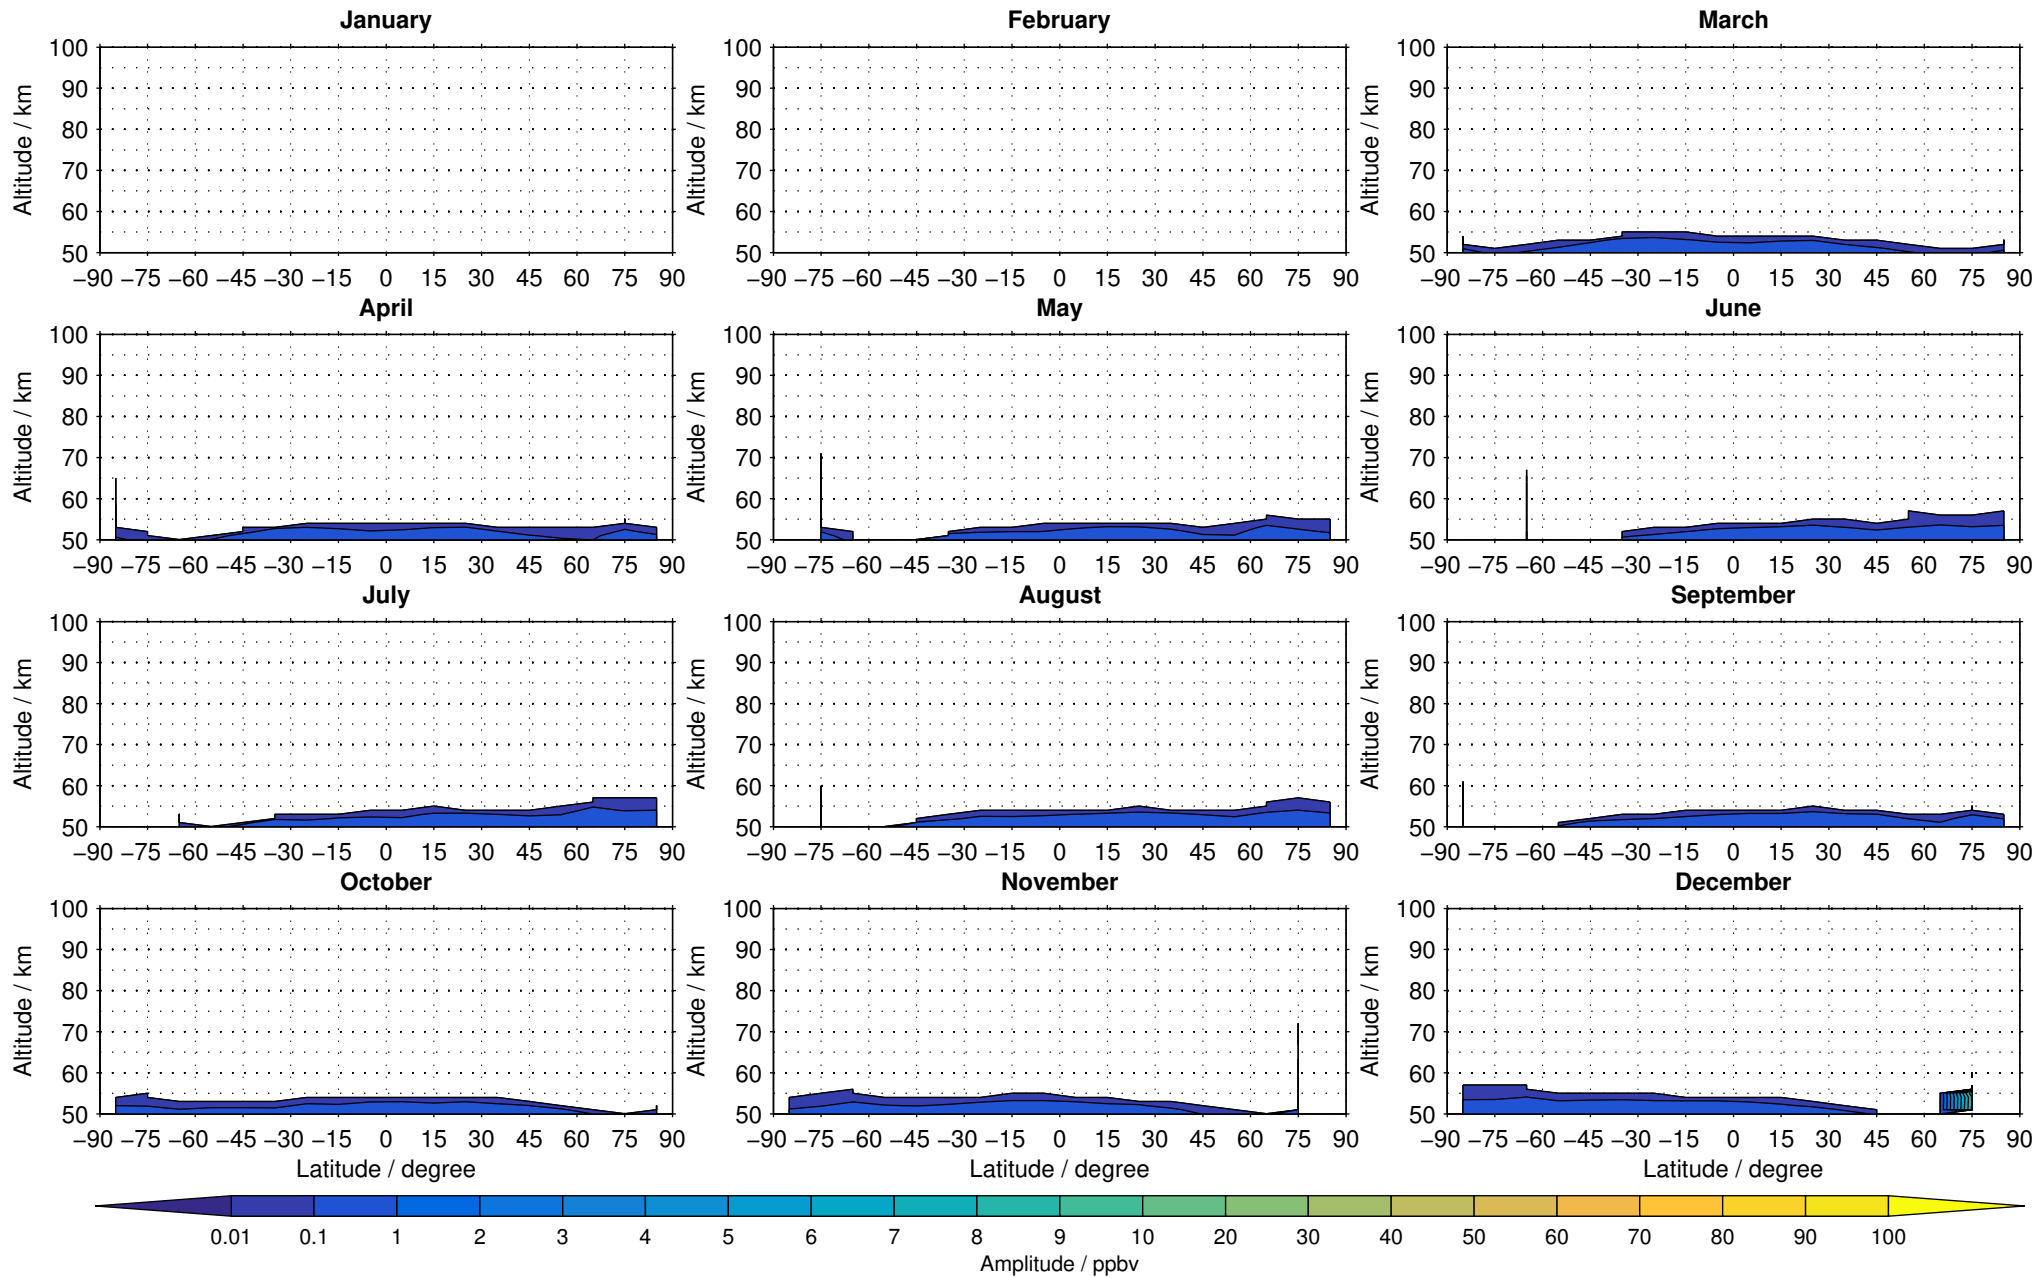 January February March
100 100 100
90 90 90
Altitude / km Altitude / km Altitude / km
80 80 80
70 70 70
60 60 60
50 50 50
−90 −75 −60 −45 −30 −15 0 15 30 45 60 75 90 −90 −75 −60 −45 −30 −15 0 15 30 45 60 75 90 −90 −75 −60 −45 −30 −15 0 15 30 45 60 75 90
April May June
100 100 100
90 90 90
Altitude / km Altitude / km Altitude / km
80 80 80
70 70 70
60 60 60
50 50 50
−90 −75 −60 −45 −30 −15 0 15 30 45 60 75 90 −90 −75 −60 −45 −30 −15 0 15 30 45 60 75 90 −90 −75 −60 −45 −30 −15 0 15 30 45 60 75 90
July August September
100 100 100
90 90 90
Altitude / km Altitude / km Altitude / km
80 80 80
70 70 70
60 60 60
50 50 50
−90 −75 −60 −45 −30 −15 0 15 30 45 60 75 90 −90 −75 −60 −45 −30 −15 0 15 30 45 60 75 90 −90 −75 −60 −45 −30 −15 0 15 30 45 60 75 90
October November December
100 100 100
90 90 90
Altitude / km Altitude / km Altitude / km
80 80 80
70 70 70
60 60 60
50 50 50
−90 −75 −60 −45 −30 −15 0 15 30 45 60 75 90 −90 −75 −60 −45 −30 −15 0 15 30 45 60 75 90 −90 −75 −60 −45 −30 −15 0 15 30 45 60 75 90
Latitude / degree Latitude / degree Latitude / degree
0.01 0.1 1 2 3 4 5 6 7 8 9 10 20 30 40 50 60 70 80 90 100
Amplitude / ppbv